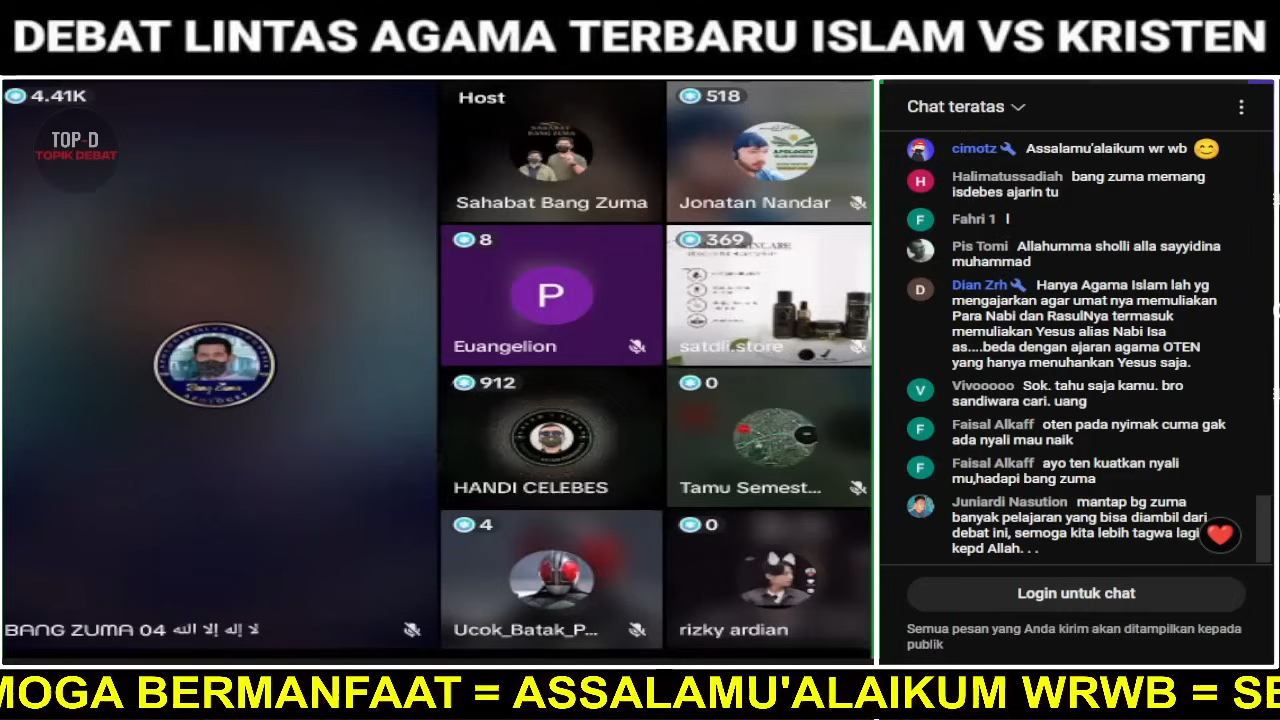 DEBAT LINTAS AGAMA TERBARU ISLAM VS KRISTEN
4.41K
TOP-D
TOPIK DEBAT
Bang Zuma
APOLOGET
BANG ZUMA 04 لا إله إلا الله
Host
SAHABAT
BANG ZUMA
Sahabat Bang Zuma
518
APOLOGET
Jonatan Nandar
8
P
Euangelion
369
satdli.store
912
HANDI CELEBES
0
Tamu Semest...
4
Ucok_Batak_P...
0
rizky ardian
Chat teratas
cimotz Assalamu'alaikum wr wb 😊
H Halimatussadiah bang zuma memang
isdebes ajarin tu
F Fahri 1 I
Pis Tomi Allahumma sholli alla sayyidina
muhammad
D Dian Zrh Hanya Agama Islam lah yg
mengajarkan agar umat nya memuliakan
Para Nabi dan RasulNya termasuk
memuliakan Yesus alias Nabi Isa
as....beda dengan ajaran agama OTEN
yang hanya menuhankan Yesus saja.
V Vivooooo Sok. tahu saja kamu. bro
sandiwara cari. uang
F Faisal Alkaff oten pada nyimak cuma gak
ada nyali mau naik
F Faisal Alkaff ayo ten kuatkan nyali
mu,hadapi bang zuma
Juniardi Nasution mantap bg zuma
banyak pelajaran yang bisa diambil dari
debat ini, semoga kita lebih tagwa lagi
kepd Allah. . .
Login untuk chat
Semua pesan yang Anda kirim akan ditampilkan kepada
publik
MOGA BERMANFAAT = ASSALAMU'ALAIKUM WRWB = SE